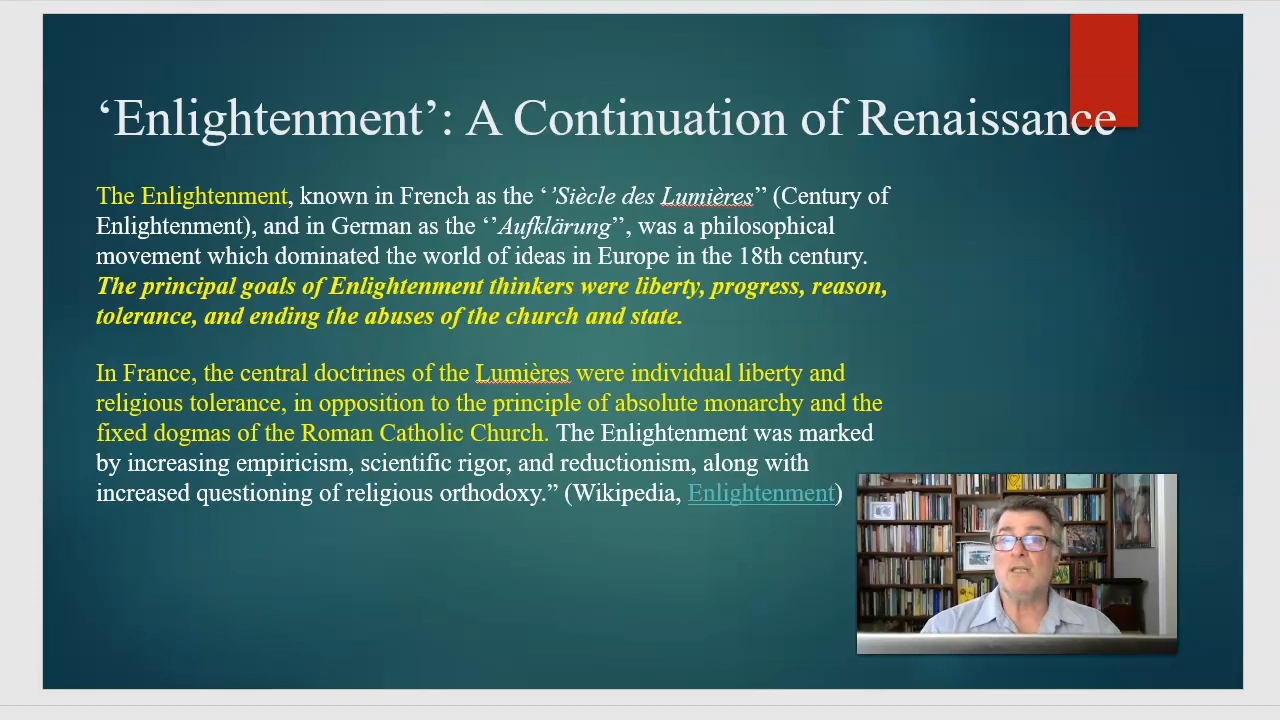 ‘Enlightenment’: A Continuation of Renaissance
The Enlightenment, known in French as the ‘’Siècle des Lumières’’ (Century of
Enlightenment), and in German as the ‘’Aufklärung’’, was a philosophical
movement which dominated the world of ideas in Europe in the 18th century.
The principal goals of Enlightenment thinkers were liberty, progress, reason,
tolerance, and ending the abuses of the church and state.
In France, the central doctrines of the Lumières were individual liberty and
religious tolerance, in opposition to the principle of absolute monarchy and the
fixed dogmas of the Roman Catholic Church. The Enlightenment was marked
by increasing empiricism, scientific rigor, and reductionism, along with
increased questioning of religious orthodoxy.” (Wikipedia, Enlightenment)